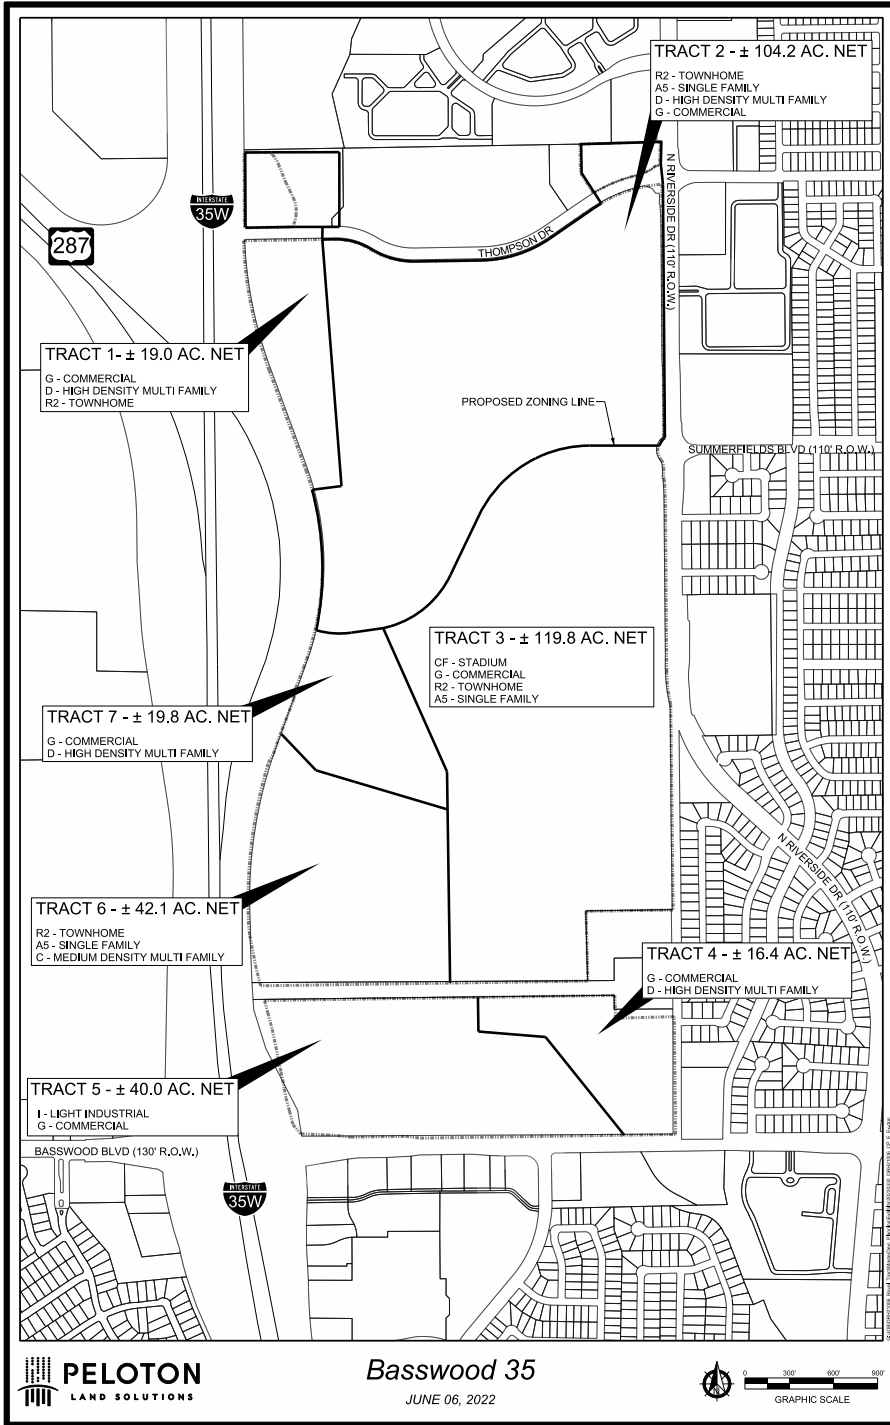 TRACT 2 - ± 104.2 AC. NET
R2 - TOWNHOME
A5 - SINGLE FAMILY
D - HIGH DENSITY MULTI FAMILY
G - COMMERCIAL
N RIVERSIDE DR (110' R.O.W.)
INTERSTATE
35W
287
THOMPSON DR
TRACT 1- ± 19.0 AC. NET
G - COMMERCIAL
D - HIGH DENSITY MULTI FAMILY
R2 - TOWNHOME
PROPOSED ZONING LINE
SUMMERFIELDS BLVD (110' R.O.W.)
TRACT 3 - ± 119.8 AC. NET
CF - STADIUM
G - COMMERCIAL
R2 - TOWNHOME
A5 - SINGLE FAMILY
TRACT 7 - ± 19.8 AC. NET
G - COMMERCIAL
D - HIGH DENSITY MULTI FAMILY
N RIVERSIDE DR (110' R.O.W.)
TRACT 6 - ± 42.1 AC. NET
R2 - TOWNHOME
A5 - SINGLE FAMILY
C - MEDIUM DENSITY MULTI FAMILY
TRACT 4 - ± 16.4 AC. NET
G - COMMERCIAL
D - HIGH DENSITY MULTI FAMILY
TRACT 5 - ± 40.0 AC. NET
I - LIGHT INDUSTRIAL
G - COMMERCIAL
BASSWOOD BLVD (130' R.O.W.)
INTERSTATE
35W
PELOTON
LAND SOLUTIONS
Basswood 35
JUNE 06, 2022
N
0 300' 600' 900'
GRAPHIC SCALE